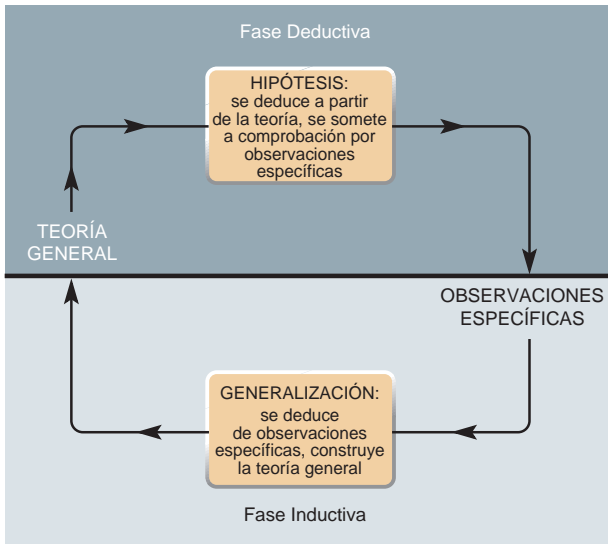 Fase Deductiva
HIPÓTESIS:
se deduce a partir
de la teoría, se somete
a comprobación por
observaciones
específicas
TEORÍA
GENERAL
OBSERVACIONES
ESPECÍFICAS
GENERALIZACIÓN:
se deduce
de observaciones
específicas, construye
la teoría general
Fase Inductiva